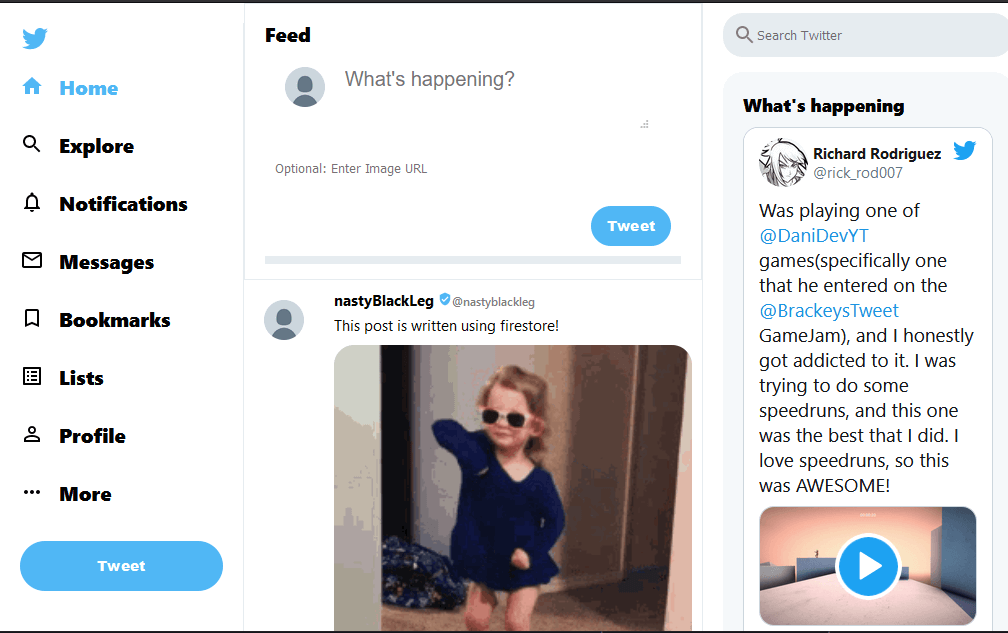 Home
Explore
Notifications
Messages
Bookmarks
Lists
Profile
More
Tweet
Feed
What's happening?
Optional: Enter Image URL
Tweet
nastyBlackLeg @nastyblackleg
This post is written using firestore!
Search Twitter
What's happening
Richard Rodriguez
@rick_rod007
Was playing one of
@DaniDevYT
games(specifically one
that he entered on the
@BrackeysTweet
GameJam), and I honestly
got addicted to it. I was
trying to do some
speedruns, and this one
was the best that I did. I
love speedruns, so this
was AWESOME!